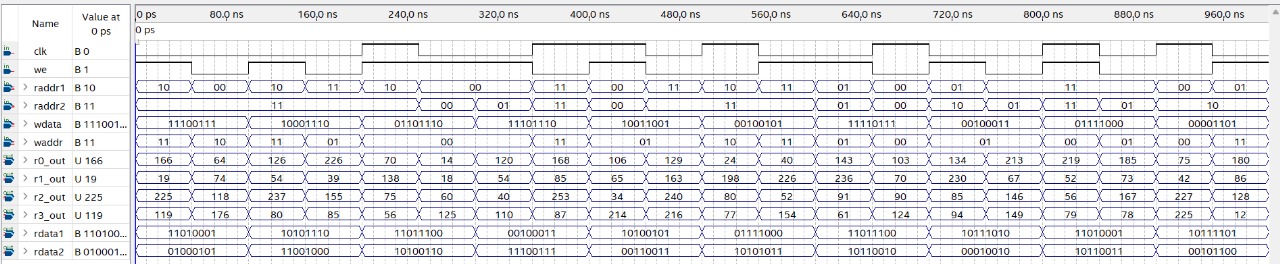 Name Value at 0 ps 0 ps 80.0 ns 160.0 ns 240.0 ns 320.0 ns 400.0 ns 480.0 ns 560.0 ns 640.0 ns 720.0 ns 800.0 ns 880.0 ns 960.0 ns
0 ps
clk B 0
we B 1
raddr1 B 10 10 00 10 11 10 00 11 00 11 10 11 01 00 01 11 00 01
raddr2 B 11 11 00 01 11 00 11 01 00 10 01 11 01 10
wdata B 111001... 11100111 10001110 01101110 11101110 10011001 00100101 11110111 00100011 01111000 00001101
waddr B 11 11 10 11 01 00 11 01 10 11 01 00 01 00 01 00 11
r0_out U 166 166 64 126 226 70 14 120 168 106 129 24 40 143 103 134 213 219 185 75 180
r1_out U 19 19 74 54 39 138 18 54 85 65 163 198 226 236 70 230 67 52 73 42 86
r2_out U 225 225 118 237 155 75 60 40 253 34 240 80 52 91 90 85 146 56 167 227 128
r3_out U 119 119 176 80 85 56 125 110 87 214 216 77 154 61 124 94 149 79 78 225 12
rdata1 B 110100... 11010001 10101110 11011100 00100011 10100101 01111000 11011100 10111010 11010001 10111101
rdata2 B 010001... 01000101 11001000 10100110 11100111 00110011 10110101 10110010 00010010 10110011 00101100